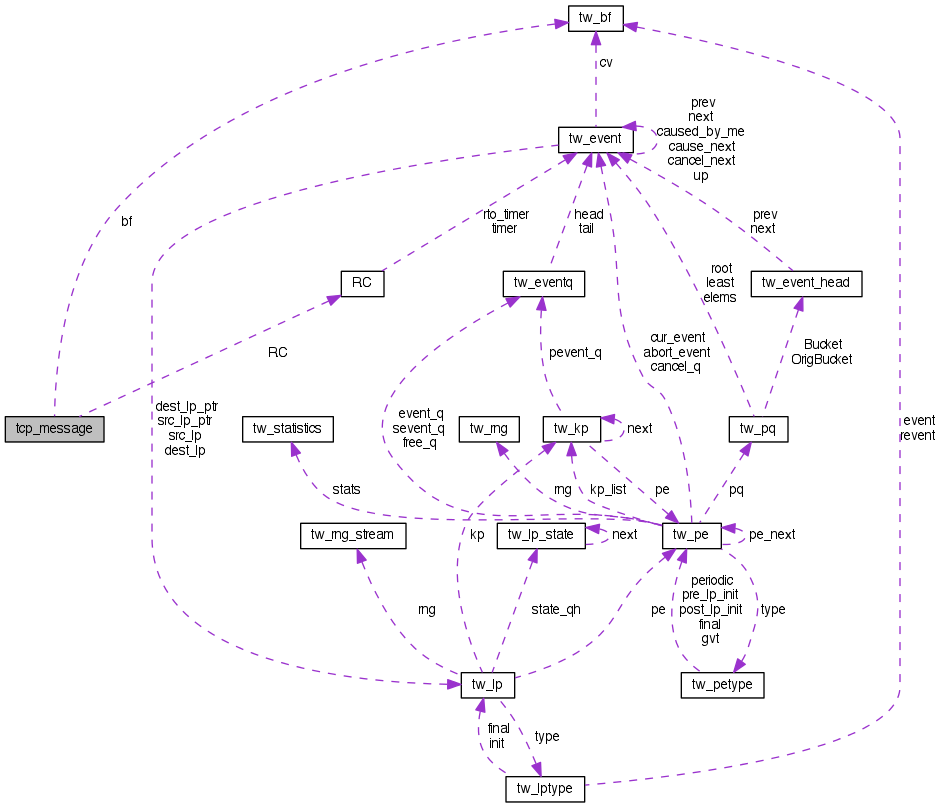 tw_bf
cv
prev
next
caused_by_me
cause_next
cancel_next
up
tw_event
bf
rto_timer
timer
head
tail
prev
next
root
least
elems
RC
tw_eventq
tw_event_head
RC
pevent_q
cur_event
abort_event
cancel_q
Bucket
OrigBucket
tcp_message
dest_lp_ptr
src_lp_ptr
src_lp
dest_lp
event_q
sevent_q
free_q
event
revent
tw_statistics
tw_rng
tw_kp
next
tw_pq
stats
rng
kp_list
pe
pq
tw_rng_stream
kp
tw_lp_state
next
tw_pe
pe_next
rng
state_qh
pe
periodic
pre_lp_init
post_lp_init
final
gvt
type
tw_lp
tw_petype
final
init
type
tw_lptype